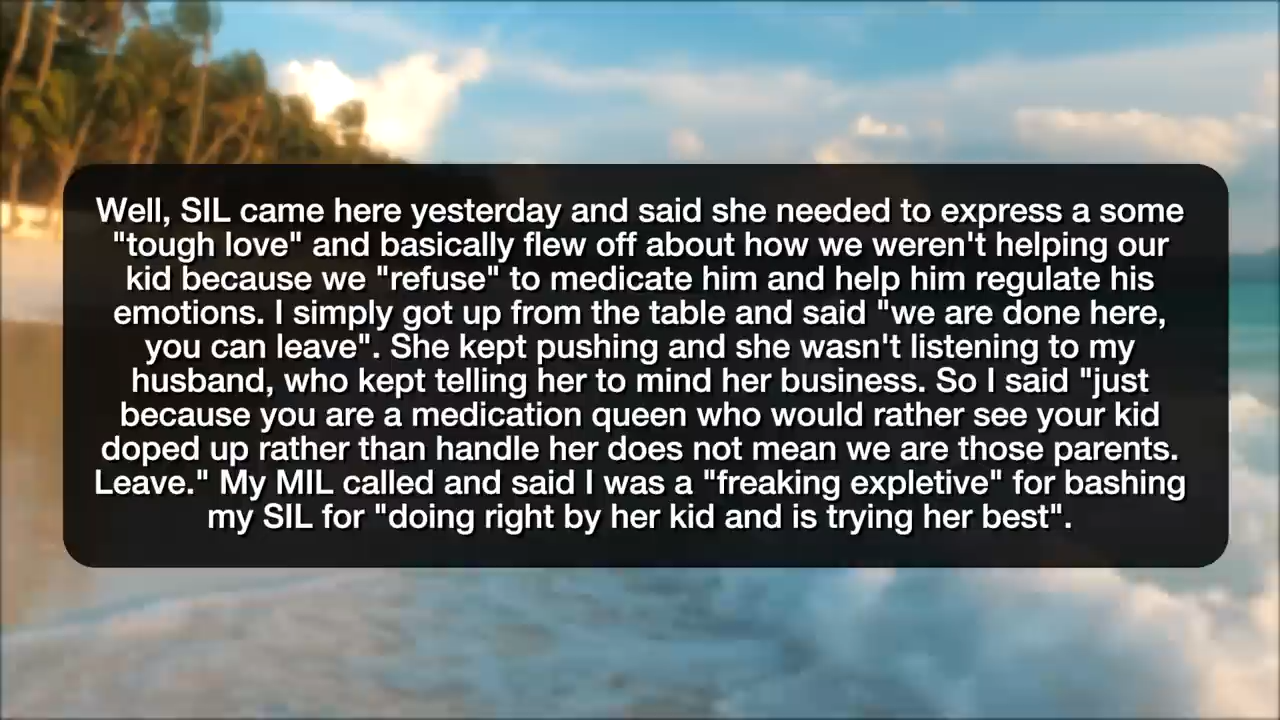 Well, SIL came here yesterday and said she needed to express a some
"tough love" and basically flew off about how we weren't helping our
kid because we "refuse" to medicate him and help him regulate his
emotions. I simply got up from the table and said "we are done here,
you can leave". She kept pushing and she wasn't listening to my
husband, who kept telling her to mind her business. So I said "just
because you are a medication queen who would rather see your kid
doped up rather than handle her does not mean we are those parents.
Leave." My MIL called and said I was a "freaking expletive" for bashing
my SIL for "doing right by her kid and is trying her best".